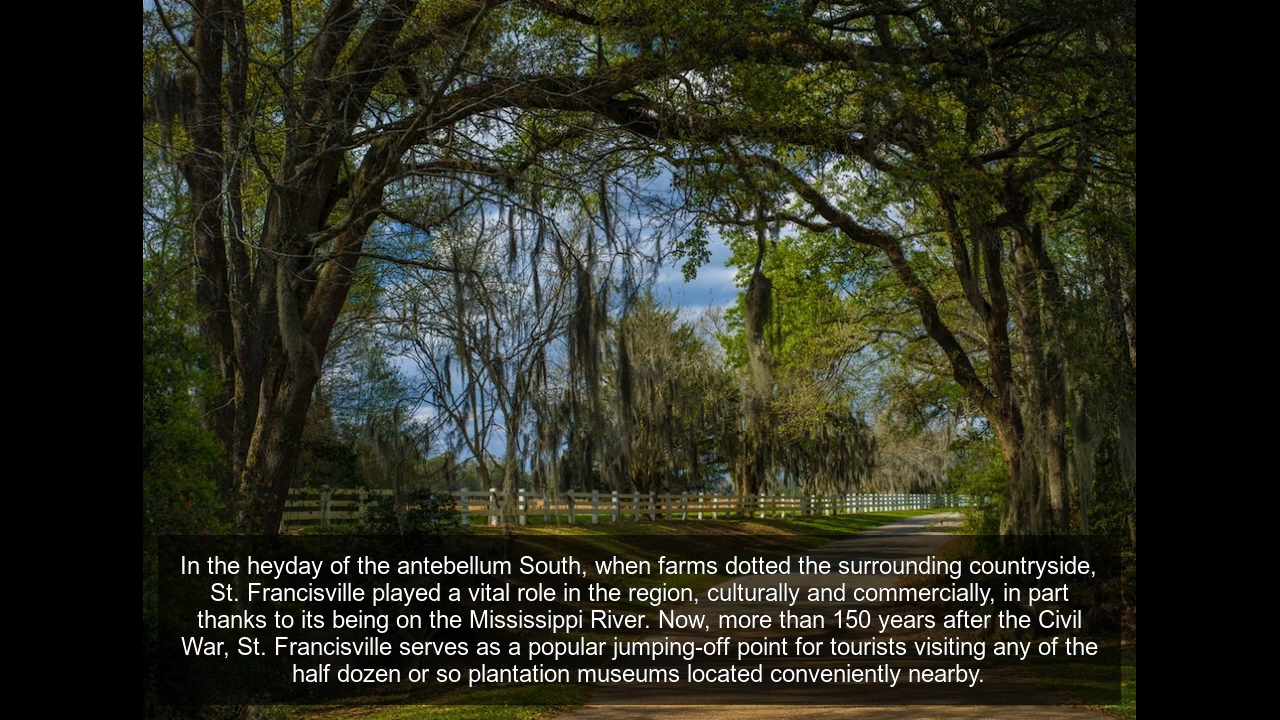 In the heyday of the antebellum South, when farms dotted the surrounding countryside,
St. Francisville played a vital role in the region, culturally and commercially, in part
thanks to its being on the Mississippi River. Now, more than 150 years after the Civil
War, St. Francisville serves as a popular jumping-off point for tourists visiting any of the
half dozen or so plantation museums located conveniently nearby.